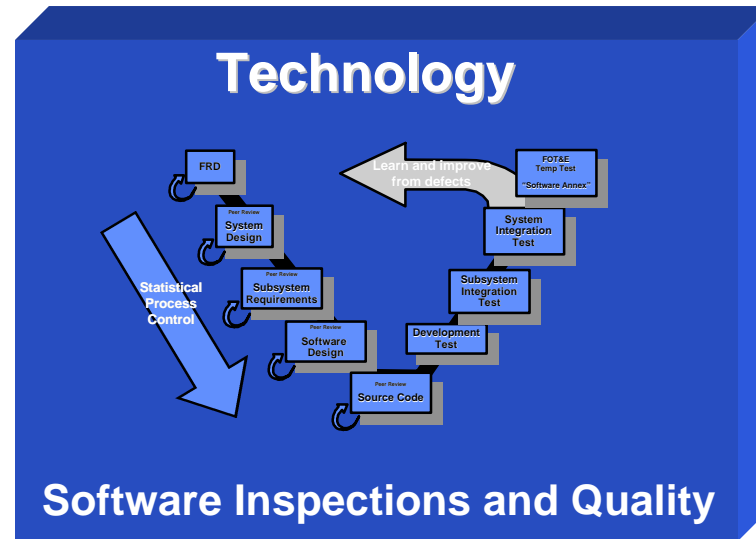 Technology
FRD
Learn and improve
from defects
FOT&E
Temp Test
"Software Annex"
Peer Review
System
Design
System
Integration
Test
Peer Review
Subsystem
Requirements
Subsystem
Integration
Test
Statistical
Process
Control
Peer Review
Software
Design
Development
Test
Peer Review
Source Code
Software Inspections and Quality